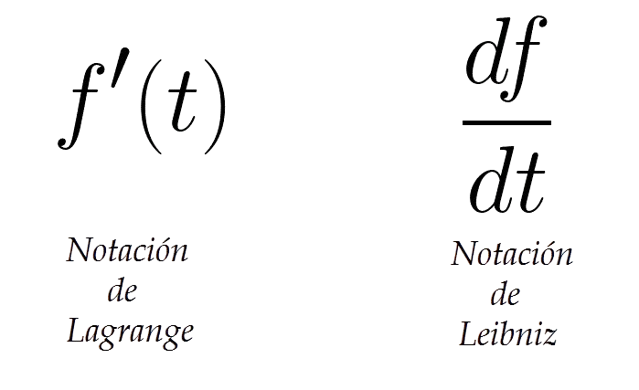 f′(t)
Notación
de
Lagrange
df
dt
Notación
de
Leibniz